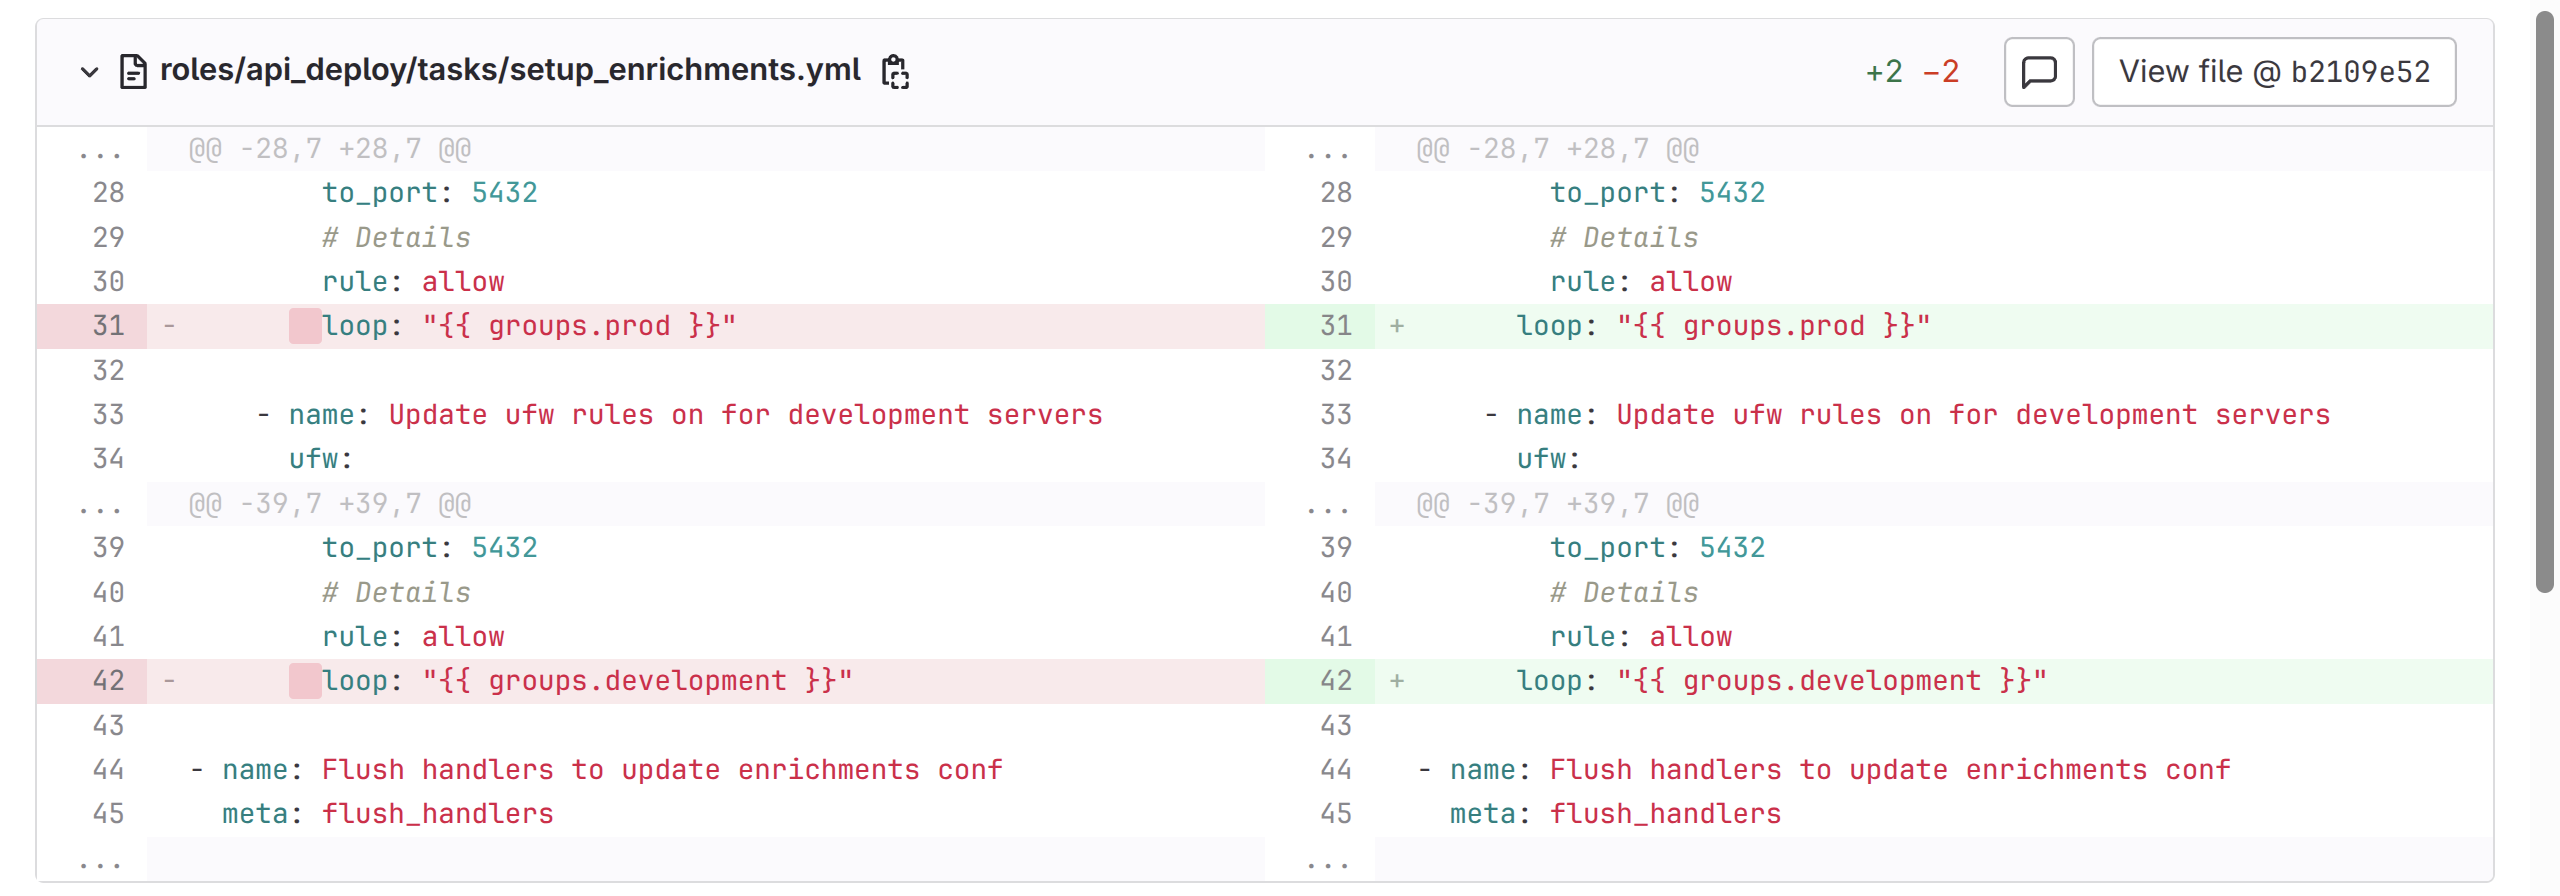 roles/api_deploy/tasks/setup_enrichments.yml +2 −2 View file @ b2109e52
... @@ -28,7 +28,7 @@ ... @@ -28,7 +28,7 @@
28 to_port: 5432 28 to_port: 5432
29 # Details 29 # Details
30 rule: allow 30 rule: allow
31 - loop: "{{ groups.prod }}" 31 + loop: "{{ groups.prod }}"
32 32
33 - name: Update ufw rules on for development servers 33 - name: Update ufw rules on for development servers
34 ufw: 34 ufw:
... @@ -39,7 +39,7 @@ ... @@ -39,7 +39,7 @@
39 to_port: 5432 39 to_port: 5432
40 # Details 40 # Details
41 rule: allow 41 rule: allow
42 - loop: "{{ groups.development }}" 42 + loop: "{{ groups.development }}"
43 43
44 - name: Flush handlers to update enrichments conf 44 - name: Flush handlers to update enrichments conf
45 meta: flush_handlers 45 meta: flush_handlers
... ...